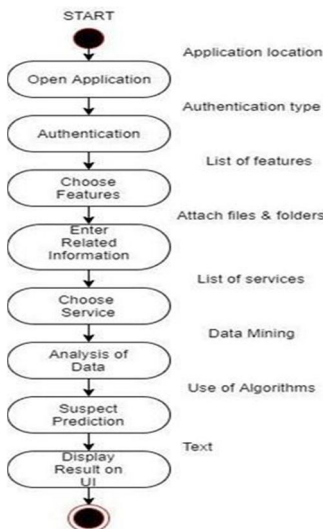 START
Application location
Open Application
Authentication type
Authentication
List of features
Choose
Features
Attach files & folders
Enter
Related
Information
List of services
Choose
Service
Data Mining
Analysis of
Data
Use of Algorithms
Suspect
Prediction
Text
Display
Result on
UI